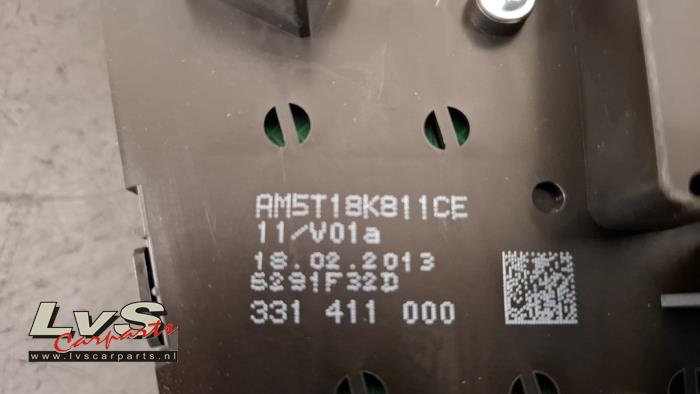 AM5T18K811CE
11/V01a
18.02.2013
6291F32D
331 411 000
LvS
Carparts
www.lvscarparts.nl